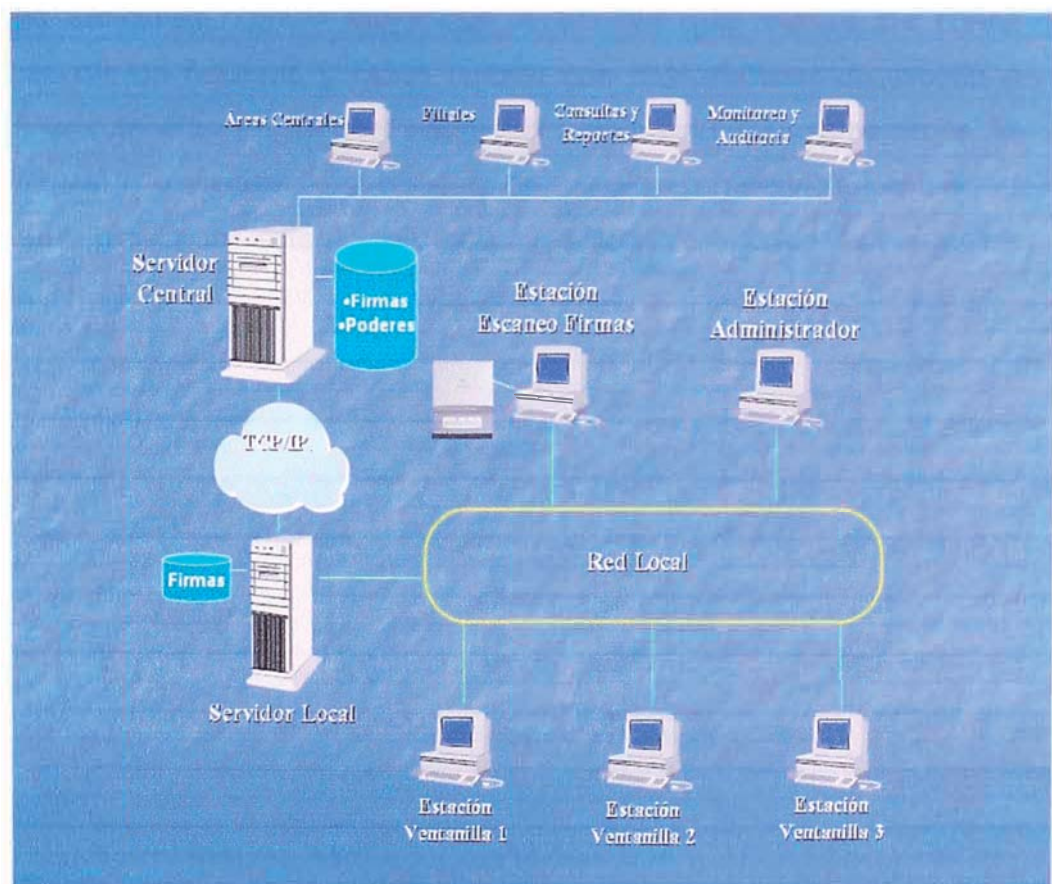 Áreas Centrales
Filiales
Consultas y
Reportes
Monitoreo y
Auditoría
Servidor
Central
•Firmas
•Poderes
Estación
Escaneo Firmas
Estación
Administrador
TCP/IP
Firmas
Red Local
Servidor Local
Estación
Ventanilla 1
Estación
Ventanilla 2
Estación
Ventanilla 3